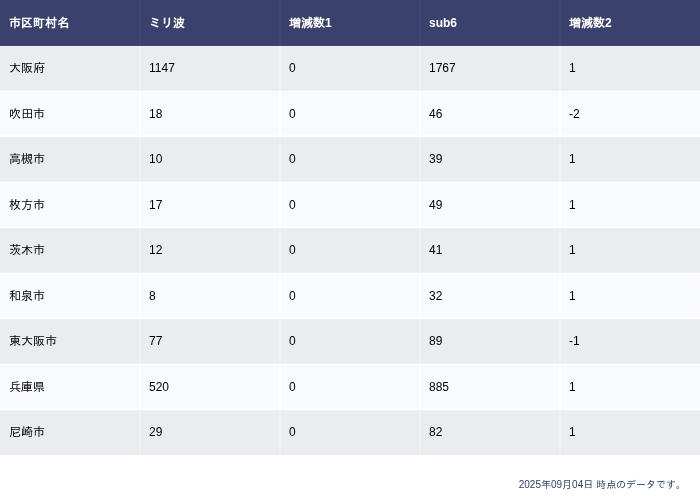 市区町村名 ミリ波 増減数1 sub6 増減数2
大阪府 1147 0 1767 1
吹田市 18 0 46 -2
高槻市 10 0 39 1
枚方市 17 0 49 1
茨木市 12 0 41 1
和泉市 8 0 32 1
東大阪市 77 0 89 -1
兵庫県 520 0 885 1
尼崎市 29 0 82 1
2025年09月04日 時点のデータです。